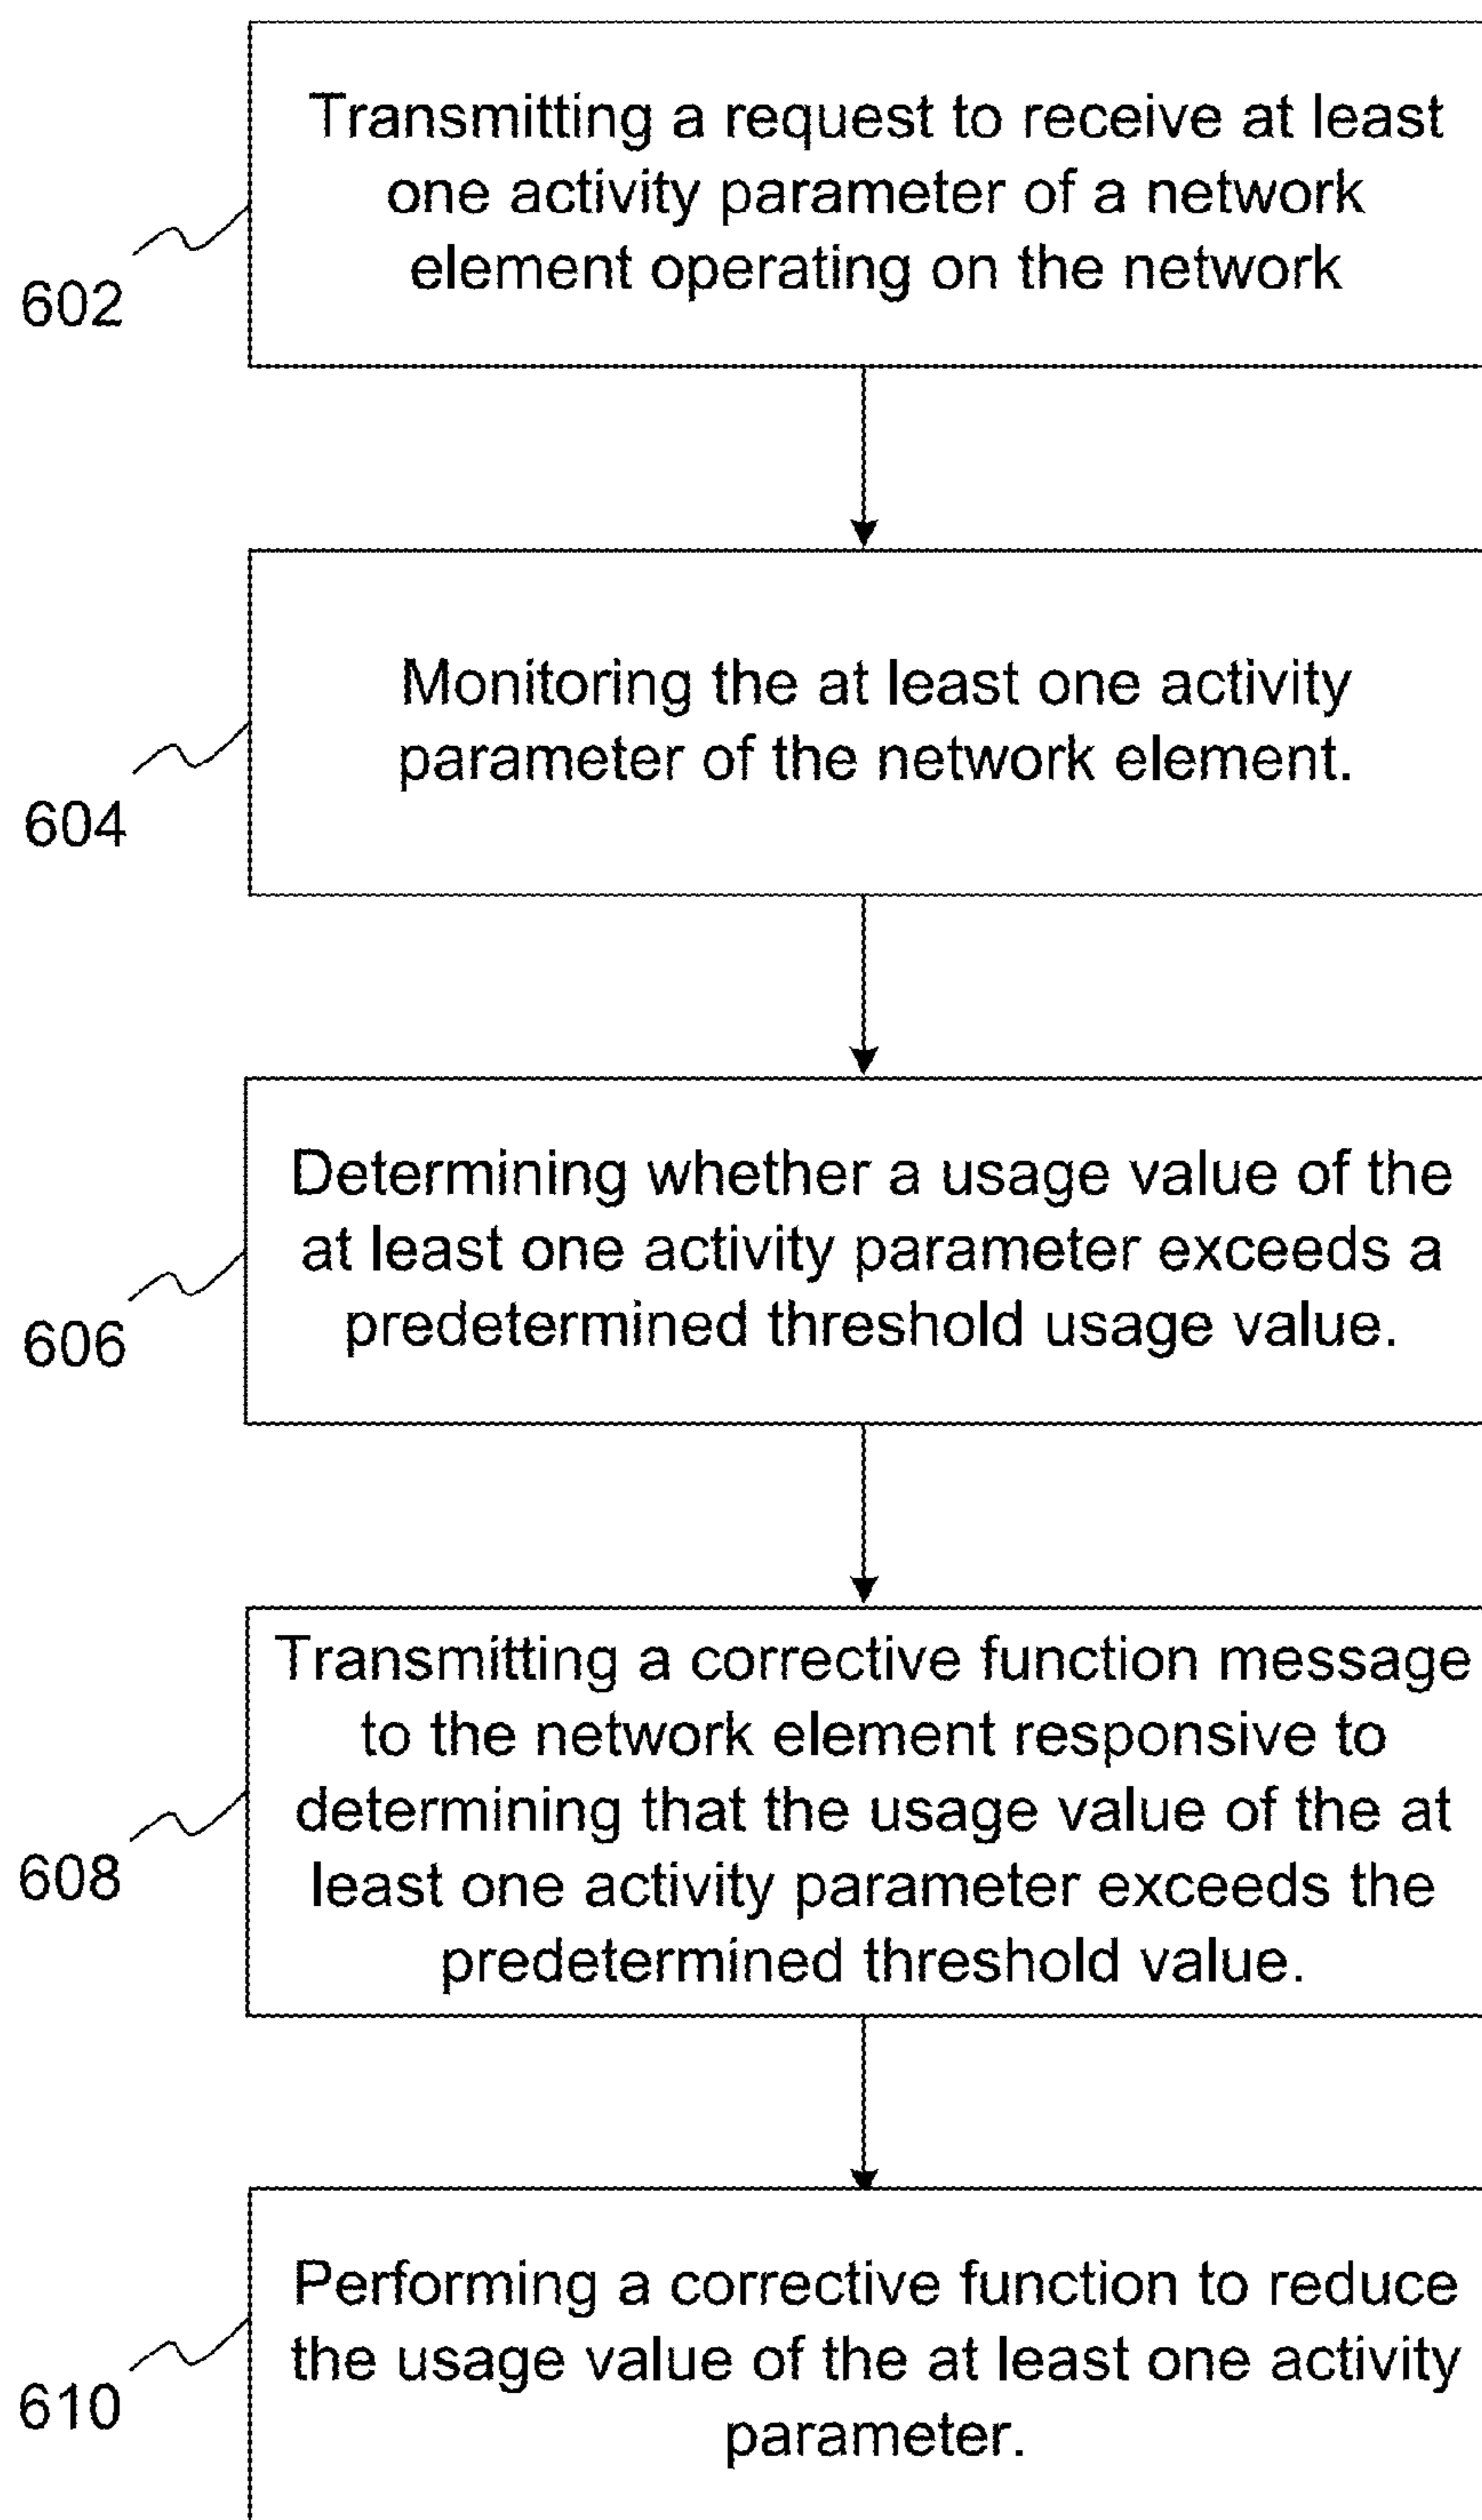 Transmitting a request to receive at least
one activity parameter of a network
element operating on the network
602
Monitoring the at least one activity
parameter of the network element.
604
Determining whether a usage value of the
at least one activity parameter exceeds a
predetermined threshold usage value.
606
Transmitting a corrective function message
to the network element responsive to
determining that the usage value of the at
least one activity parameter exceeds the
predetermined threshold value.
608
Performing a corrective function to reduce
the usage value of the at least one activity
parameter.
610